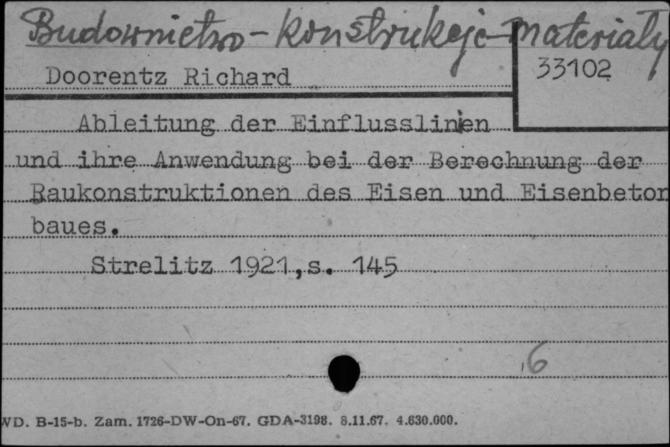 Budownictwo - konstrukcje - materiały
Doorentz Richard
33102
Ableitung der Einflusslinien
und ihre Anwendung bei der Berechnung der
Baukonstruktionen des Eisen und Eisenbeton
baues.
Strelitz 1921,s. 145
6
WD. B-15-b. Zam. 1726-DW-On-67. GDA-3198. 8.11.67. 4.630.000.